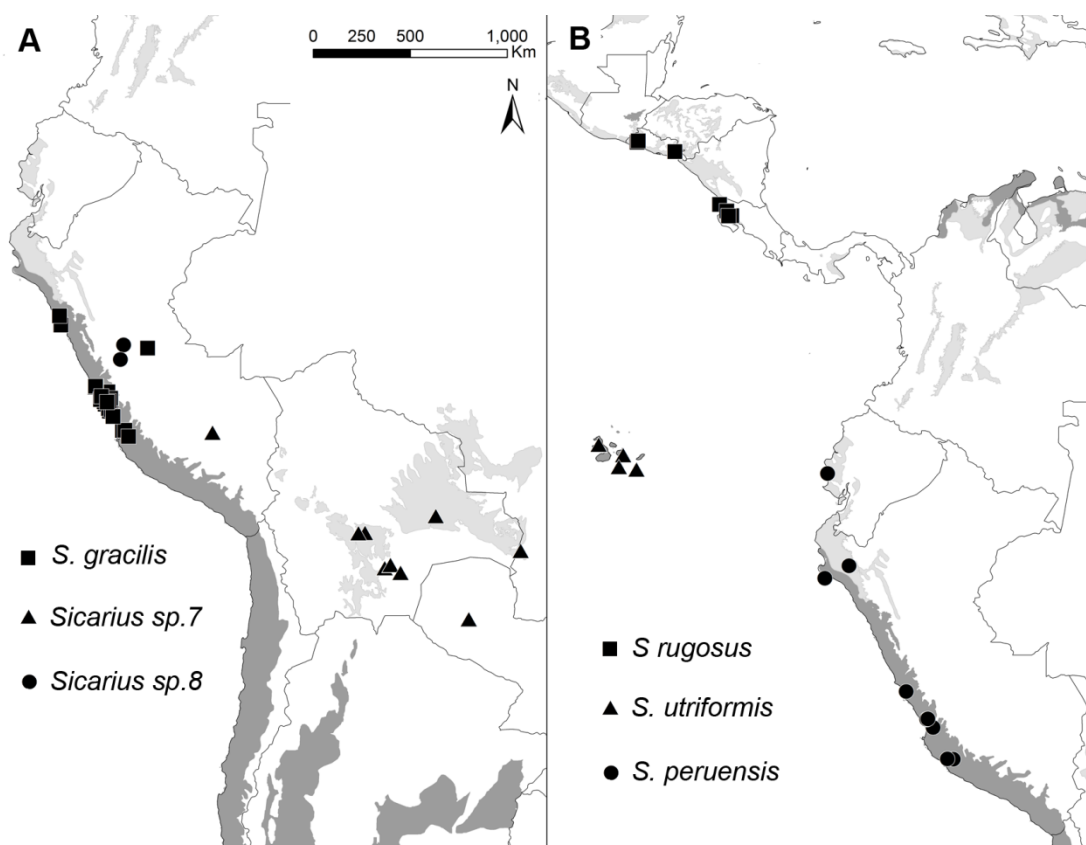 A
0 250 500 1,000
Km
N
S. gracilis
Sicarius sp.7
Sicarius sp.8
B
S rugosus
S. utriformis
S. peruensis